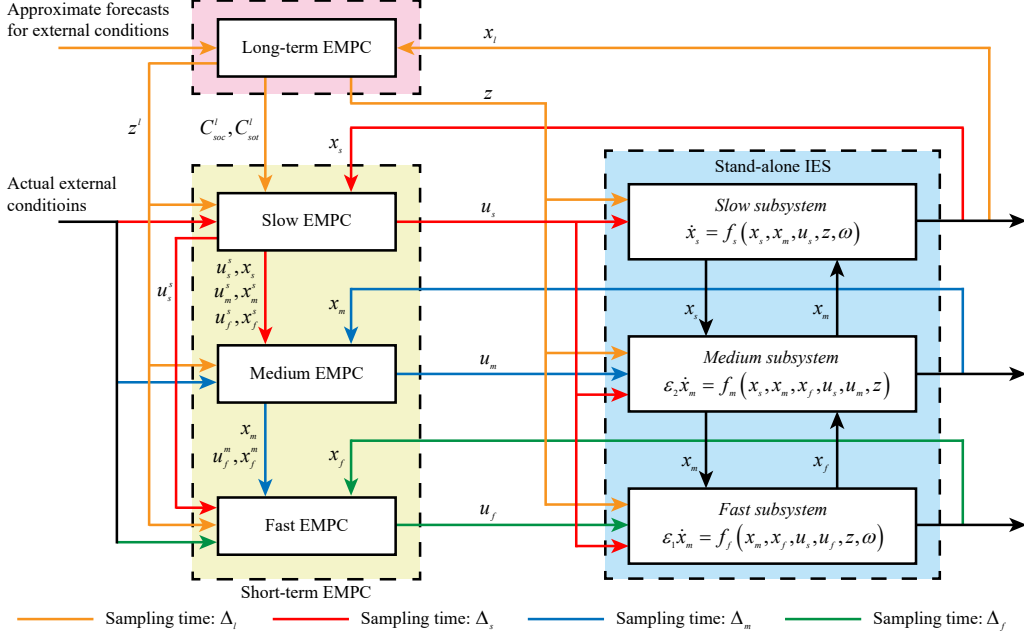 Approximate forecasts
for external conditions
Long-term EMPC
x_l
z
z^l
C^l_soc, C^l_sot
x_s
Stand-alone IES
Actual external
conditioins
Slow EMPC
u_s
Slow subsystem
ẋ_s = f_s(x_s, x_m, u_s, z, ω)
u_s^s
u_s^s, x_s
u_m^s, x_m^s
u_f^s, x_f^s
x_m
x_s
x_m
Medium EMPC
u_m
Medium subsystem
ε_2ẋ_m = f_m(x_s, x_m, x_f, u_s, u_m, z)
x_m
u_f^m, x_f^m
x_f
x_m
x_f
Fast EMPC
u_f
Fast subsystem
ε_1ẋ_m = f_f(x_m, x_f, u_s, u_f, z, ω)
Short-term EMPC
Sampling time: Δ_l
Sampling time: Δ_s
Sampling time: Δ_m
Sampling time: Δ_f